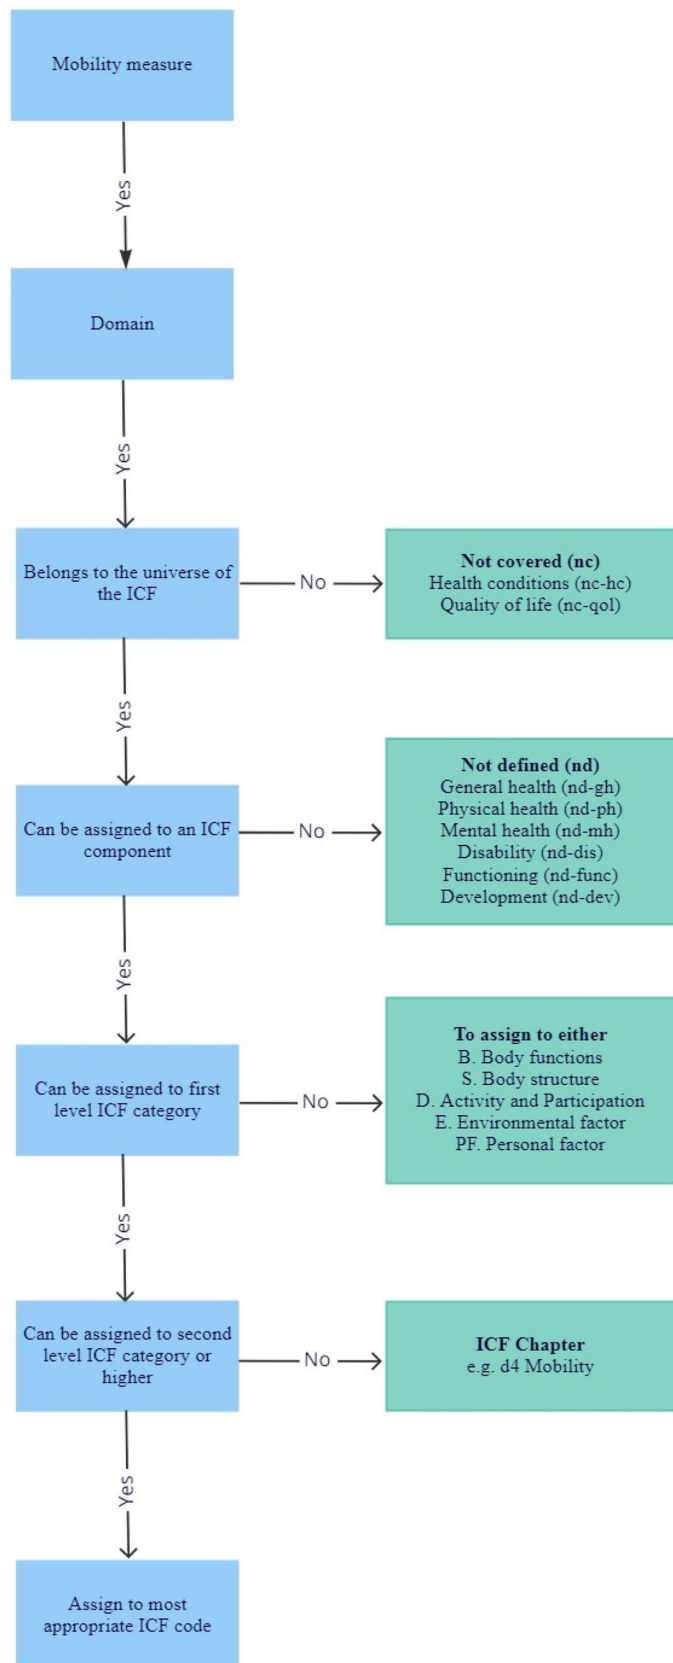 Mobility measure
Yes
Domain
Yes
Belongs to the universe of
the ICF
No
Not covered (nc)
Health conditions (nc-hc)
Quality of life (nc-qol)
Yes
Can be assigned to an ICF
component
No
Not defined (nd)
General health (nd-gh)
Physical health (nd-ph)
Mental health (nd-mh)
Disability (nd-dis)
Functioning (nd-func)
Development (nd-dev)
Yes
Can be assigned to first
level ICF category
No
To assign to either
B. Body functions
S. Body structure
D. Activity and Participation
E. Environmental factor
PF. Personal factor
Yes
Can be assigned to second
level ICF category or
higher
No
ICF Chapter
e.g. d4 Mobility
Yes
Assign to most
appropriate ICF code